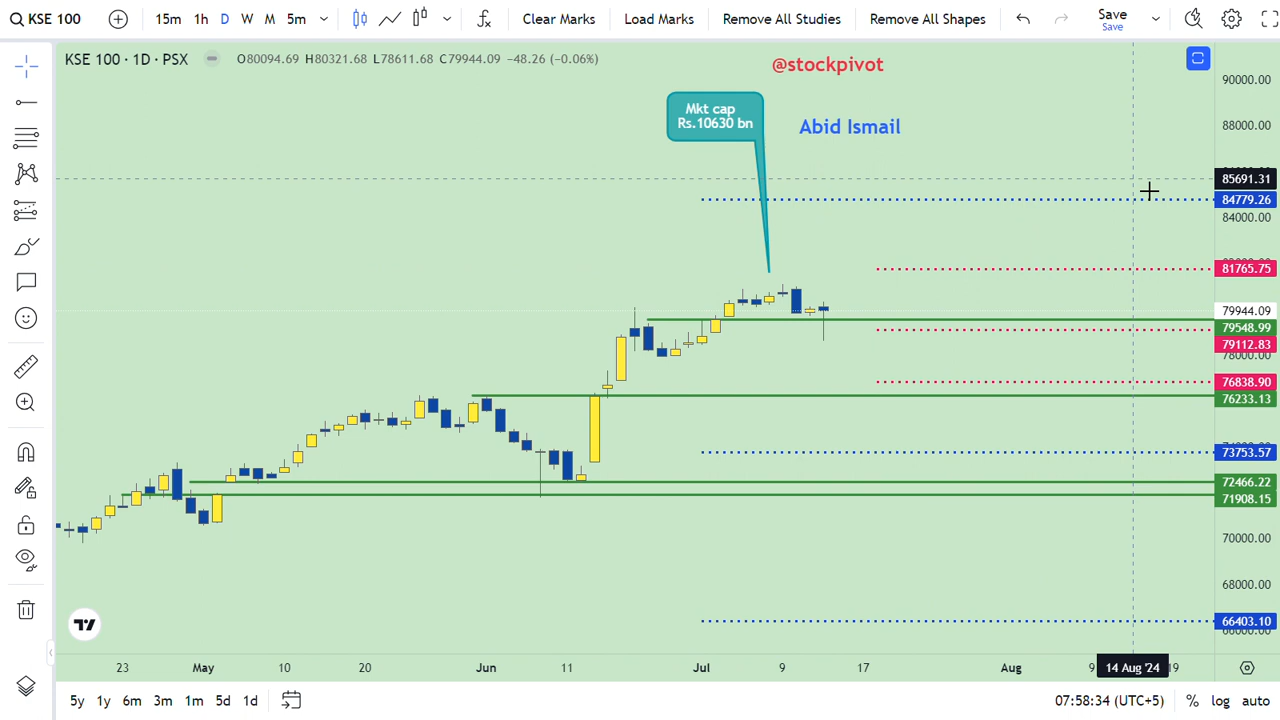 KSE 100
15m 1h D W M 5m
Clear Marks
Load Marks
Remove All Studies
Remove All Shapes
Save
Save
KSE 100 · 1D · PSX
O80094.69 H80321.68 L78611.68 C79944.09 −48.26 (−0.06%)
@stockpivot
Mkt cap
Rs.10630 bn
Abid Ismail
90000.00
88000.00
85691.31
84779.26
84000.00
81765.75
79944.09
79548.99
79112.83
78000.00
76838.90
76233.13
73753.57
72466.22
71908.15
70000.00
68000.00
66403.10
23 May 10 20 Jun 11 Jul 9 17 Aug 9 14 Aug '24 19
5y 1y 6m 3m 1m 5d 1d
07:58:34 (UTC+5) % log auto